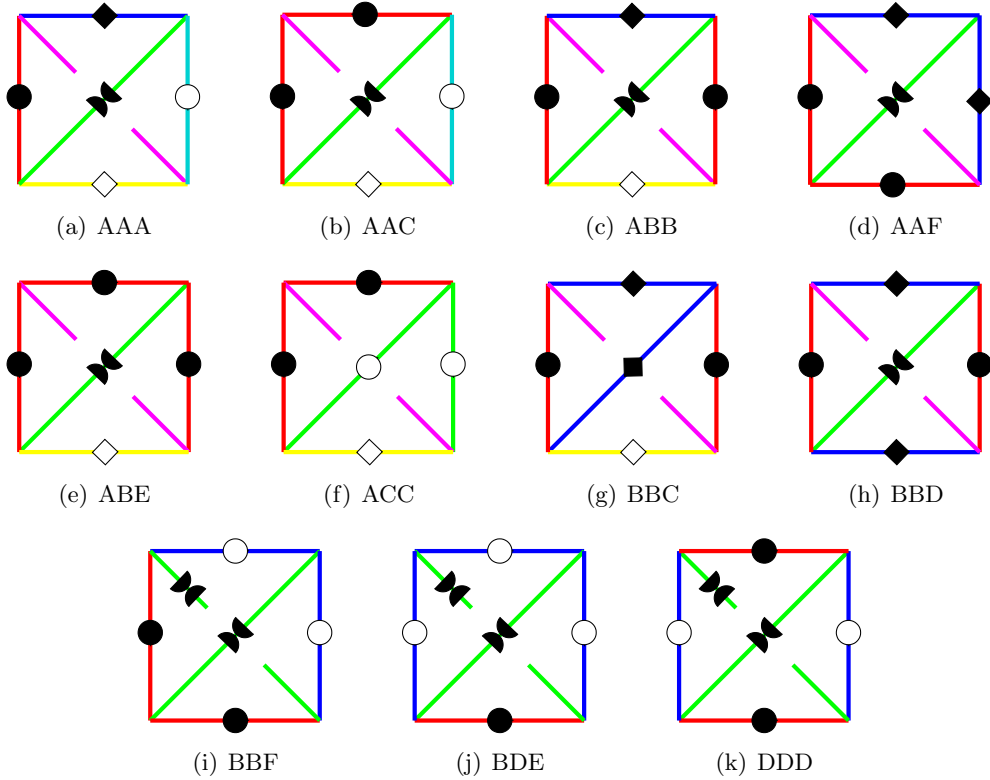 (a) AAA (b) AAC (c) ABB (d) AAF
(e) ABE (f) ACC (g) BBC (h) BBD
(i) BBF (j) BDE (k) DDD